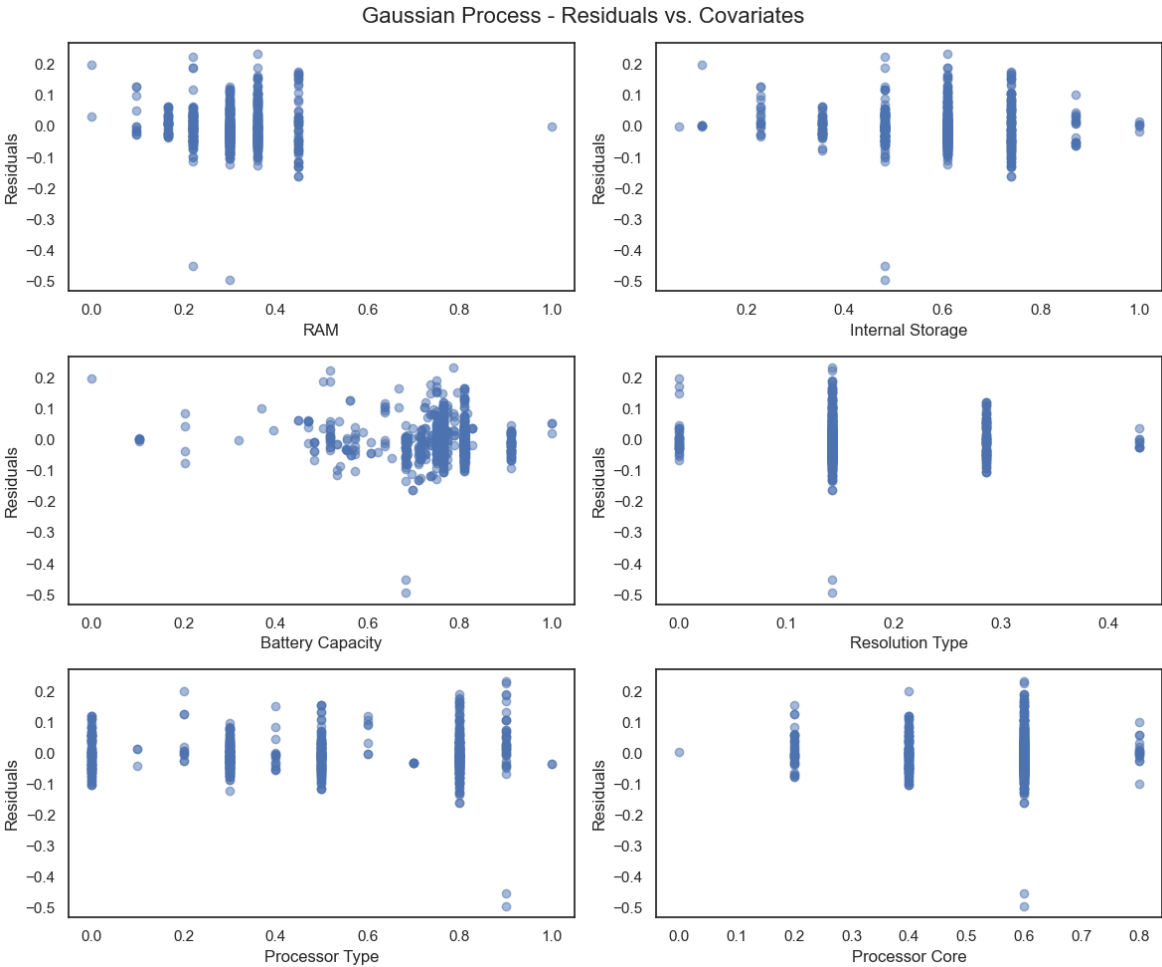 Gaussian Process - Residuals vs. Covariates
Residuals
0.2
0.1
0.0
−0.1
−0.2
−0.3
−0.4
−0.5
0.0 0.2 0.4 0.6 0.8 1.0
RAM
Residuals
0.2
0.1
0.0
−0.1
−0.2
−0.3
−0.4
−0.5
0.2 0.4 0.6 0.8 1.0
Internal Storage
Residuals
0.2
0.1
0.0
−0.1
−0.2
−0.3
−0.4
−0.5
0.0 0.2 0.4 0.6 0.8 1.0
Battery Capacity
Residuals
0.2
0.1
0.0
−0.1
−0.2
−0.3
−0.4
−0.5
0.0 0.1 0.2 0.3 0.4
Resolution Type
Residuals
0.2
0.1
0.0
−0.1
−0.2
−0.3
−0.4
−0.5
0.0 0.2 0.4 0.6 0.8 1.0
Processor Type
Residuals
0.2
0.1
0.0
−0.1
−0.2
−0.3
−0.4
−0.5
0.0 0.1 0.2 0.3 0.4 0.5 0.6 0.7 0.8
Processor Core